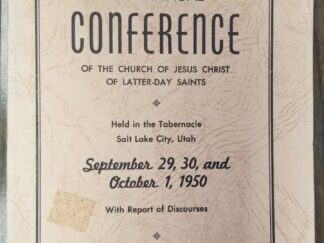 CONFERENCE
OF THE CHURCH OF JESUS CHRIST
OF LATTER-DAY SAINTS
Held in the Tabernacle
Salt Lake City, Utah
September 29, 30, and
October 1, 1950
With Report of Discourses